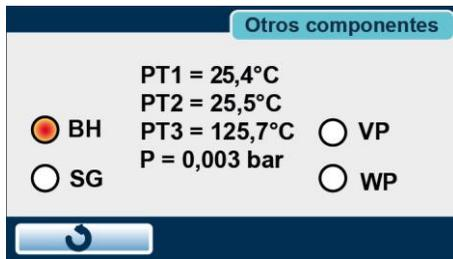 Otros componentes
PT1 = 25,4°C
PT2 = 25,5°C
BH PT3 = 125,7°C VP
P = 0,003 bar
SG WP